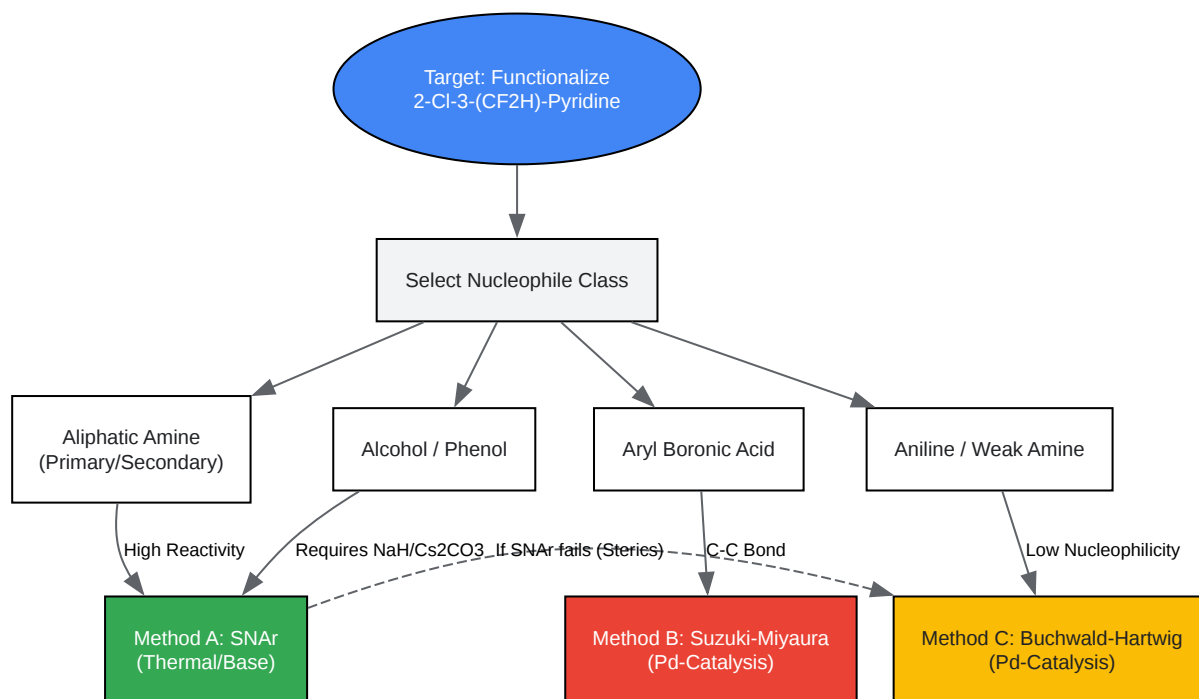 Target: Functionalize
2-Cl-3-(CF2H)-Pyridine
Select Nucleophile Class
Aliphatic Amine
(Primary/Secondary)
Alcohol / Phenol
Aryl Boronic Acid
Aniline / Weak Amine
High Reactivity
Requires NaH/Cs2CO3
If SNAr fails (Sterics)
C-C Bond
Low Nucleophilicity
Method A: SNAr
(Thermal/Base)
Method B: Suzuki-Miyaura
(Pd-Catalysis)
Method C: Buchwald-Hartwig
(Pd-Catalysis)